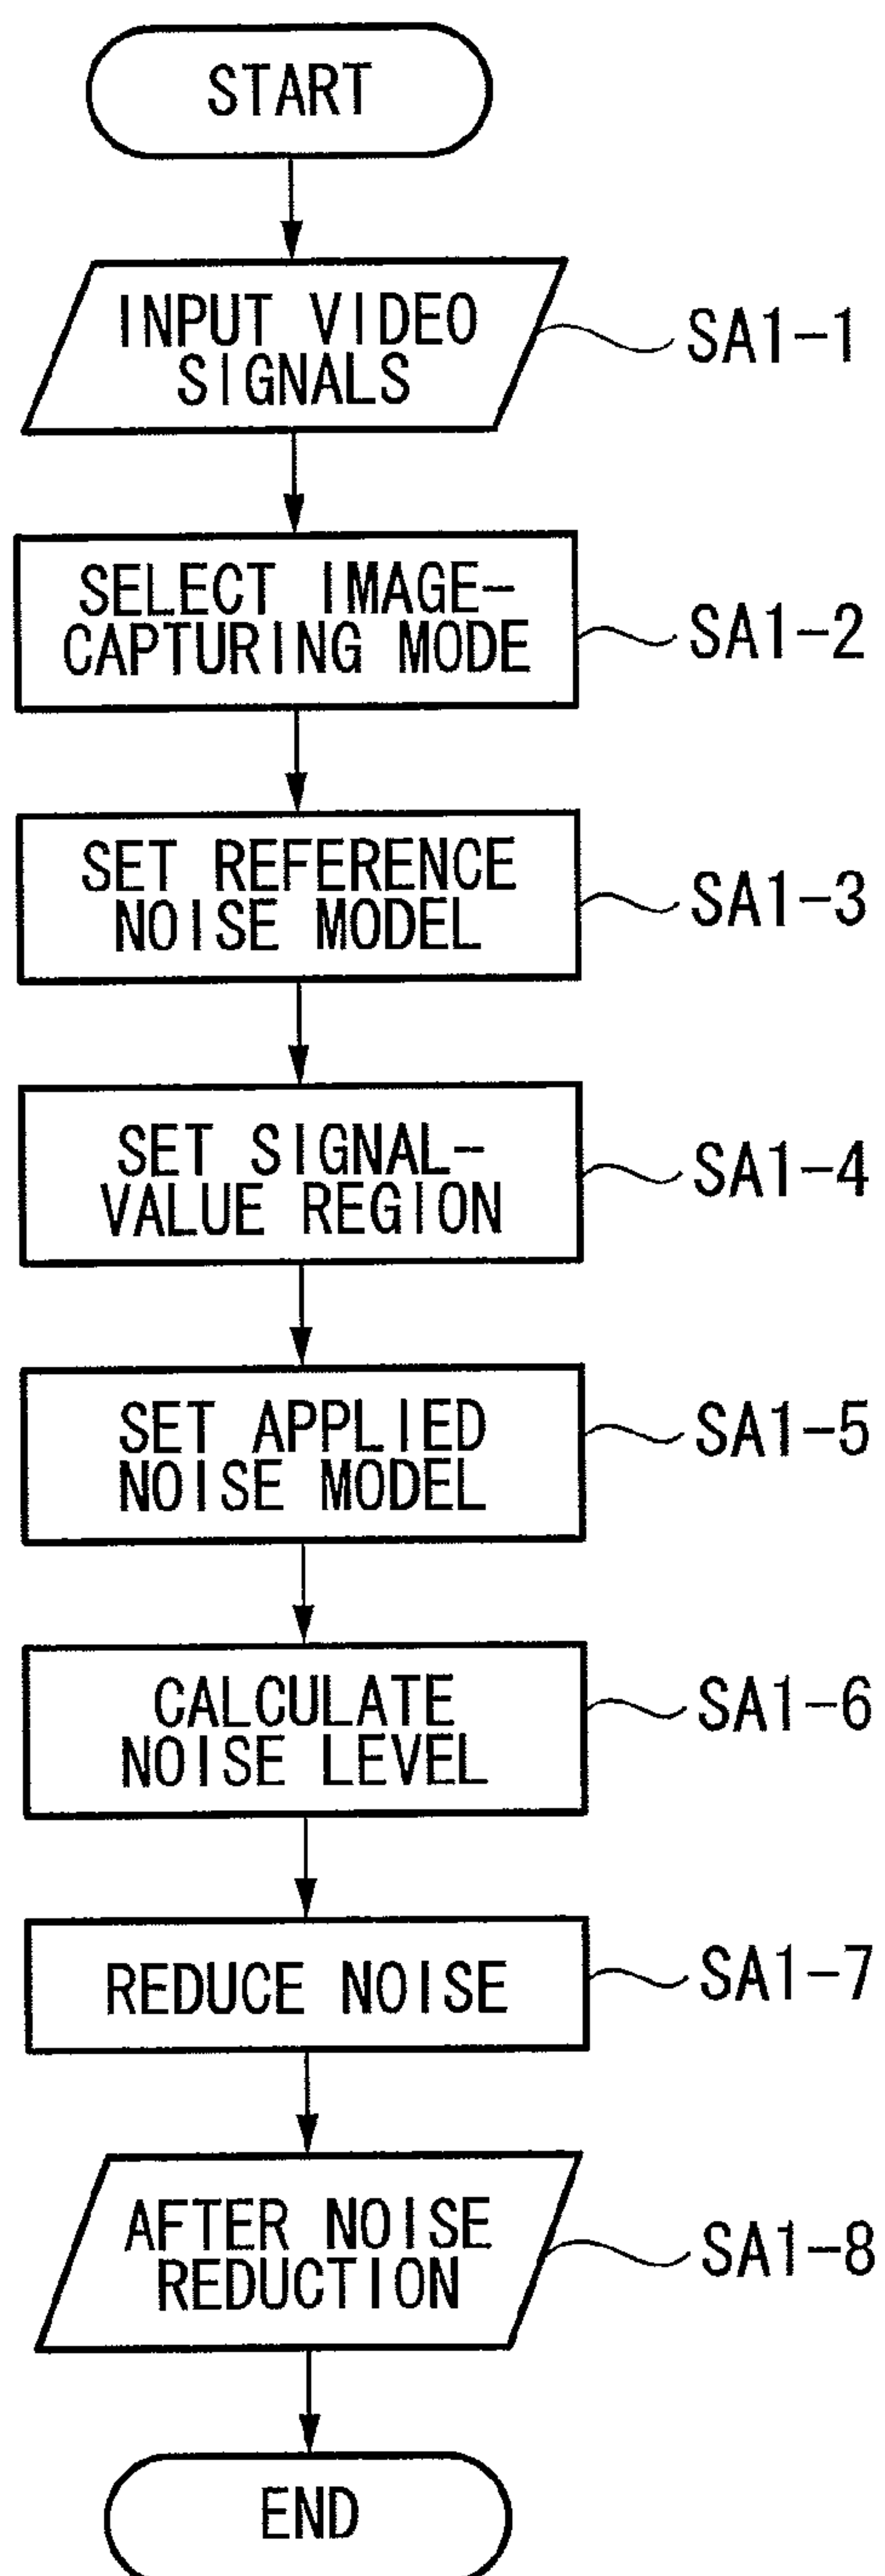 START
INPUT VIDEO
SIGNALS
SA1-1
SELECT IMAGE-
CAPTURING MODE
SA1-2
SET REFERENCE
NOISE MODEL
SA1-3
SET SIGNAL-
VALUE REGION
SA1-4
SET APPLIED
NOISE MODEL
SA1-5
CALCULATE
NOISE LEVEL
SA1-6
REDUCE NOISE
SA1-7
AFTER NOISE
REDUCTION
SA1-8
END